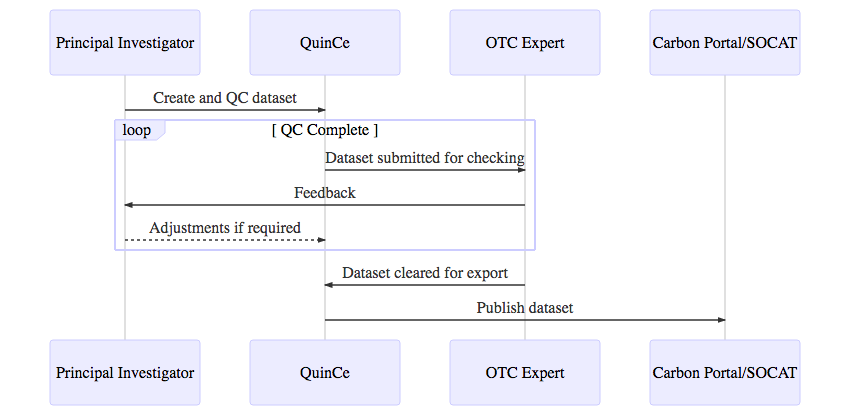 Principal Investigator
QuinCe
OTC Expert
Carbon Portal/SOCAT
Create and QC dataset
loop
[ QC Complete ]
Dataset submitted for checking
Feedback
Adjustments if required
Dataset cleared for export
Publish dataset
Principal Investigator
QuinCe
OTC Expert
Carbon Portal/SOCAT